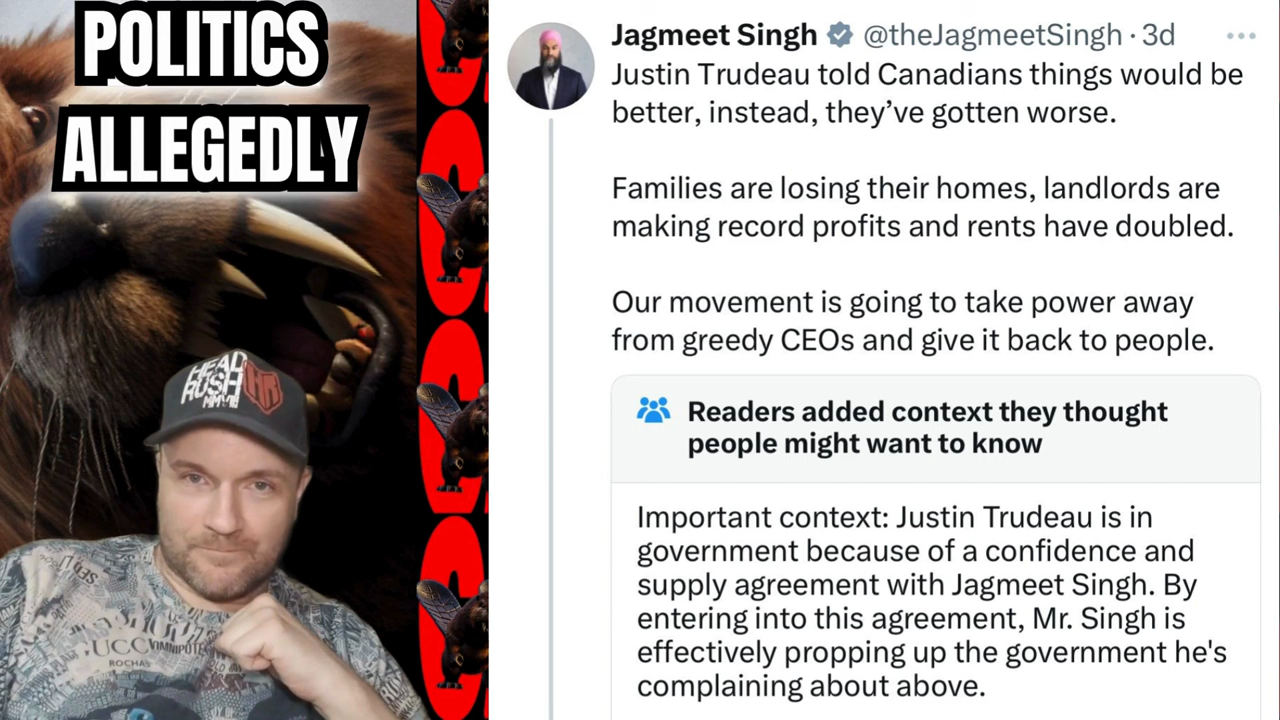 POLITICS
ALLEGEDLY
HEAD
RUSH
MMVII
HR
GUCCI
OMNIPOTE
ROCHAS
Jagmeet Singh @theJagmeetSingh · 3d
Justin Trudeau told Canadians things would be
better, instead, they’ve gotten worse.
Families are losing their homes, landlords are
making record profits and rents have doubled.
Our movement is going to take power away
from greedy CEOs and give it back to people.
Readers added context they thought
people might want to know
Important context: Justin Trudeau is in
government because of a confidence and
supply agreement with Jagmeet Singh. By
entering into this agreement, Mr. Singh is
effectively propping up the government he's
complaining about above.